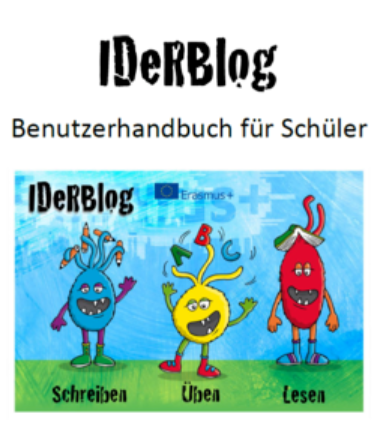 IDeRBlog
Benutzerhandbuch für Schüler
IDeRBlog
Erasmus+
A B C
Schreiben Üben Lesen